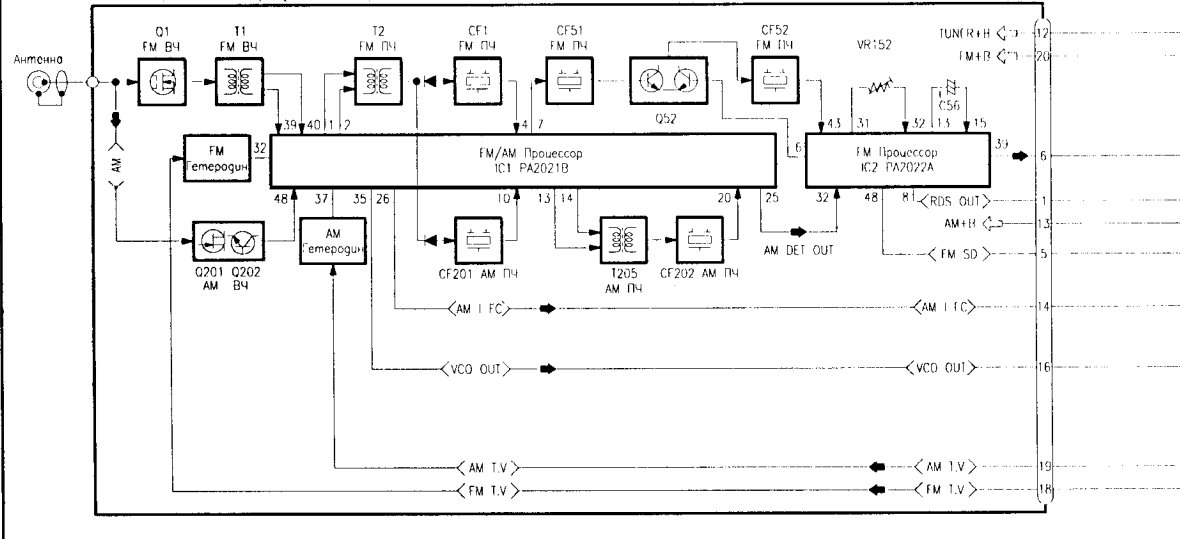 Q1
FM ВЧ
T1
FM ВЧ
T2
FM ПЧ
CF1
FM ПЧ
CF51
FM ПЧ
CF52
FM ПЧ
VR152
TUNER+B
12
FM+B
20
Антенна
C56
Q52
39
40
1
2
4
7
43
31
32
13
15
AM
FM
Гетеродин
32
FM/AM Процессор
IC1 PA2021B
6
FM Процессор
IC2 PA2022A
39
6
48
37
35
26
10
13
14
20
25
32
48
8
RDS OUT
1
AM+B
13
AM
Гетеродин
AM DET OUT
FM SD
5
Q201
Q202
AM
ВЧ
CF201 AM ПЧ
T205
AM ПЧ
CF202 AM ПЧ
AM I FC
AM I FC
14
VCO OUT
VCO OUT
16
AM T.V
AM T.V
19
FM T.V
FM T.V
18